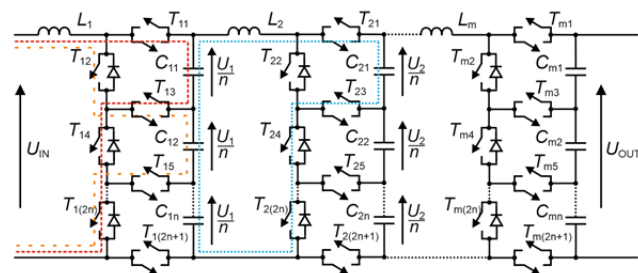 L1 T11 L2 T21 Lm Tm1
T12 C11 U1/n T22 C21 U2/n Tm2 Cm1
T13 T23 Tm3
UIN T14 C12 U1/n T24 C22 U2/n Tm4 Cm2 UOUT
T15 T25 Tm5
T1(2n) C1n U1/n T2(2n) C2n U2/n Tm(2n) Cmn
T1(2n+1) T2(2n+1) Tm(2n+1)